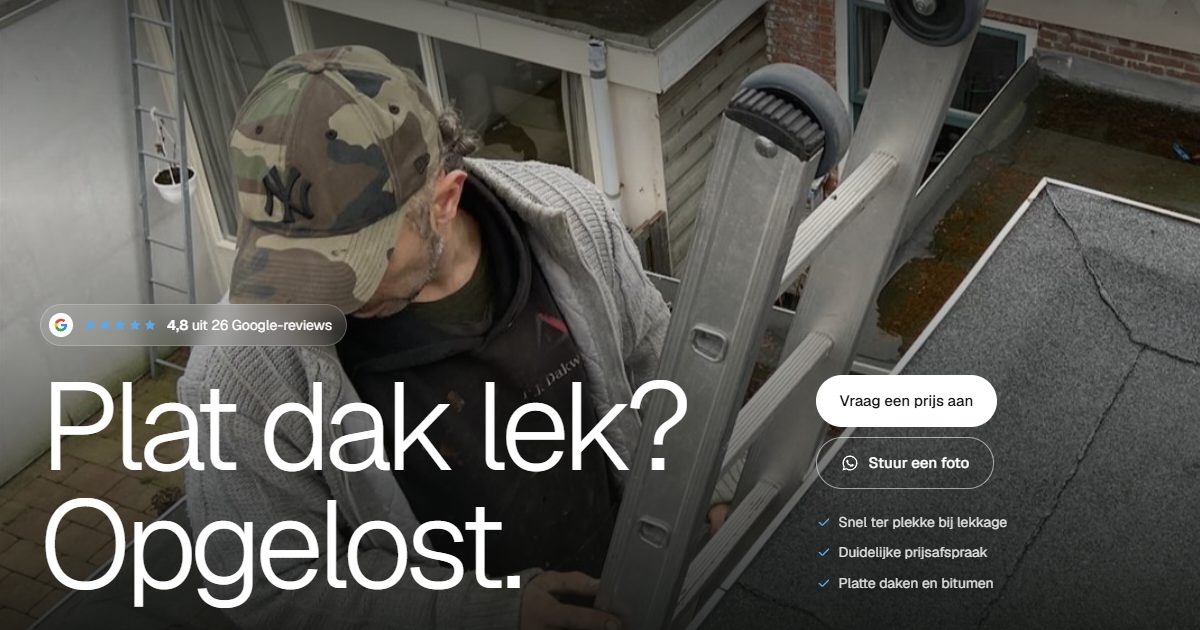 4,8 uit 26 Google-reviews
Plat dak lek?
Opgelost.
Vraag een prijs aan
Stuur een foto
Snel ter plekke bij lekkage
Duidelijke prijsafspraak
Platte daken en bitumen
NY